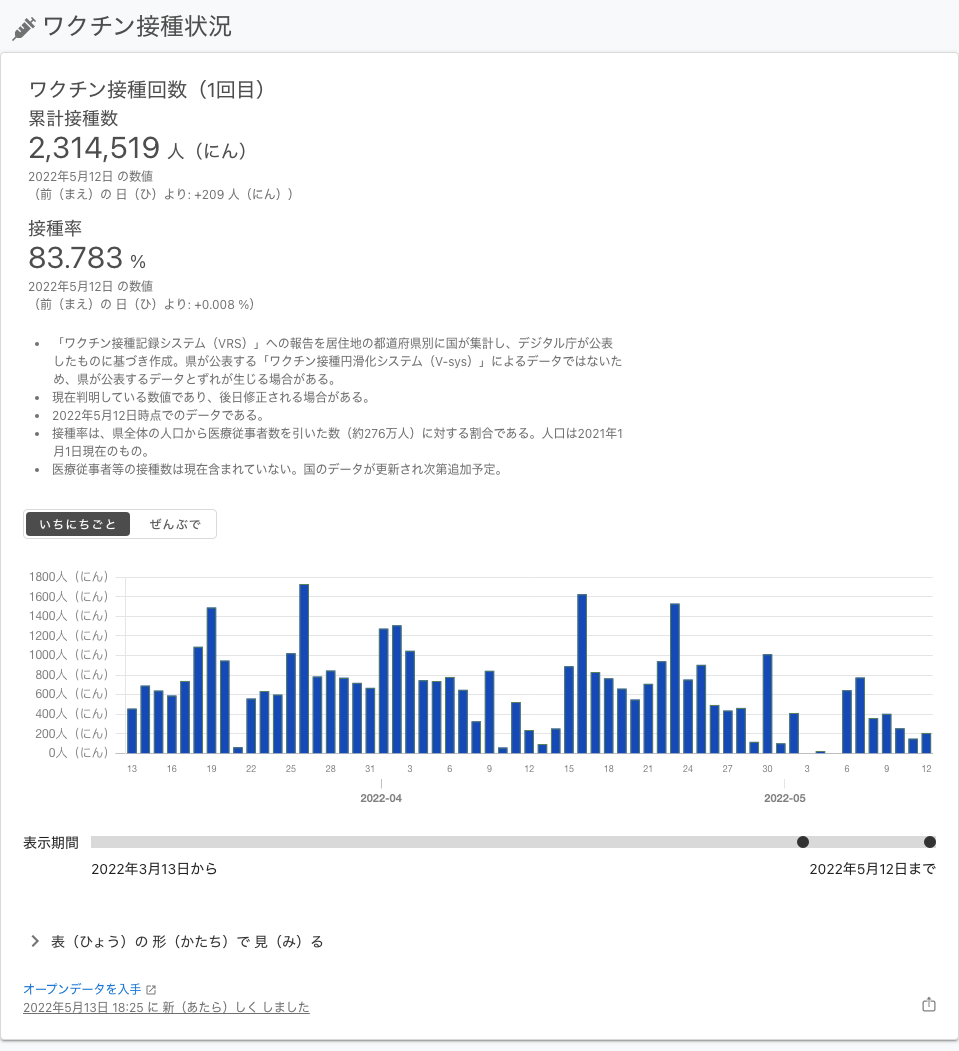 ワクチン接種状況
ワクチン接種回数（1回目）
累計接種数
2,314,519 人（にん）
2022年5月12日 の数値
（前（まえ）の 日（ひ）より: +209 人（にん））
接種率
83.783 %
2022年5月12日 の数値
（前（まえ）の 日（ひ）より: +0.008 %）
• 「ワクチン接種記録システム（VRS）」への報告を居住地の都道府県別に国が集計し、デジタル庁が公表
したものに基づき作成。県が公表する「ワクチン接種円滑化システム（V-sys）」によるデータではないた
め、県が公表するデータとずれが生じる場合がある。
• 現在判明している数値であり、後日修正される場合がある。
• 2022年5月12日時点でのデータである。
• 接種率は、県全体の人口から医療従事者数を引いた数（約276万人）に対する割合である。人口は2021年1
月1日現在のもの。
• 医療従事者等の接種数は現在含まれていない。国のデータが更新され次第追加予定。
いちにちごと ぜんぶで
1800人（にん）
1600人（にん）
1400人（にん）
1200人（にん）
1000人（にん）
800人（にん）
600人（にん）
400人（にん）
200人（にん）
0人（にん）
13 16 19 22 25 28 31 3 6 9 12 15 18 21 24 27 30 3 6 9 12
2022-04 2022-05
表示期間
2022年3月13日から 2022年5月12日まで
表（ひょう）の 形（かたち）で 見（み）る
オープンデータを入手
2022年5月13日 18:25 に 新（あたら）しく しました